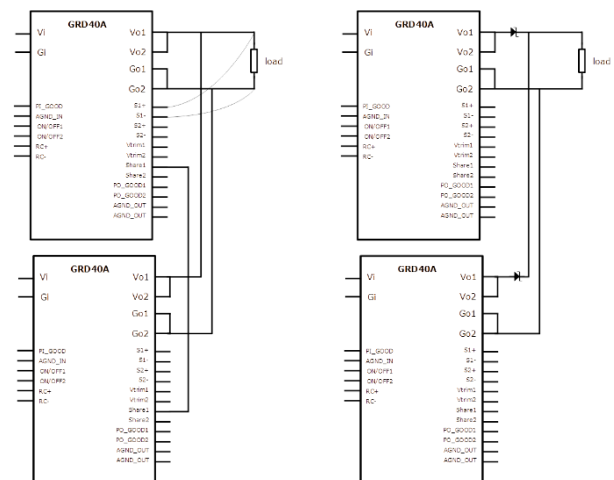 GRD40A
VI
GI
PI_GOOD
AGND_IN
ON/OFF1
ON/OFF2
RC+
RC-
Vo1
Vo2
Go1
Go2
S1+
S1-
S2+
S2-
Vtrim1
Vtrim2
Share1
Share2
PO_GOOD1
PO_GOOD2
AGND_OUT
AGND_OUT
load
GRD40A
VI
GI
PI_GOOD
AGND_IN
ON/OFF1
ON/OFF2
RC+
RC-
Vo1
Vo2
Go1
Go2
S1+
S1-
S2+
S2-
Vtrim1
Vtrim2
Share1
Share2
PO_GOOD1
PO_GOOD2
AGND_OUT
AGND_OUT
GRD40A
VI
GI
PI_GOOD
AGND_IN
ON/OFF1
ON/OFF2
RC+
RC-
Vo1
Vo2
Go1
Go2
S1+
S1-
S2+
S2-
Vtrim1
Vtrim2
Share1
Share2
PO_GOOD1
PO_GOOD2
AGND_OUT
AGND_OUT
load
GRD40A
VI
GI
PI_GOOD
AGND_IN
ON/OFF1
ON/OFF2
RC+
RC-
Vo1
Vo2
Go1
Go2
S1+
S1-
S2+
S2-
Vtrim1
Vtrim2
Share1
Share2
PO_GOOD1
PO_GOOD2
AGND_OUT
AGND_OUT